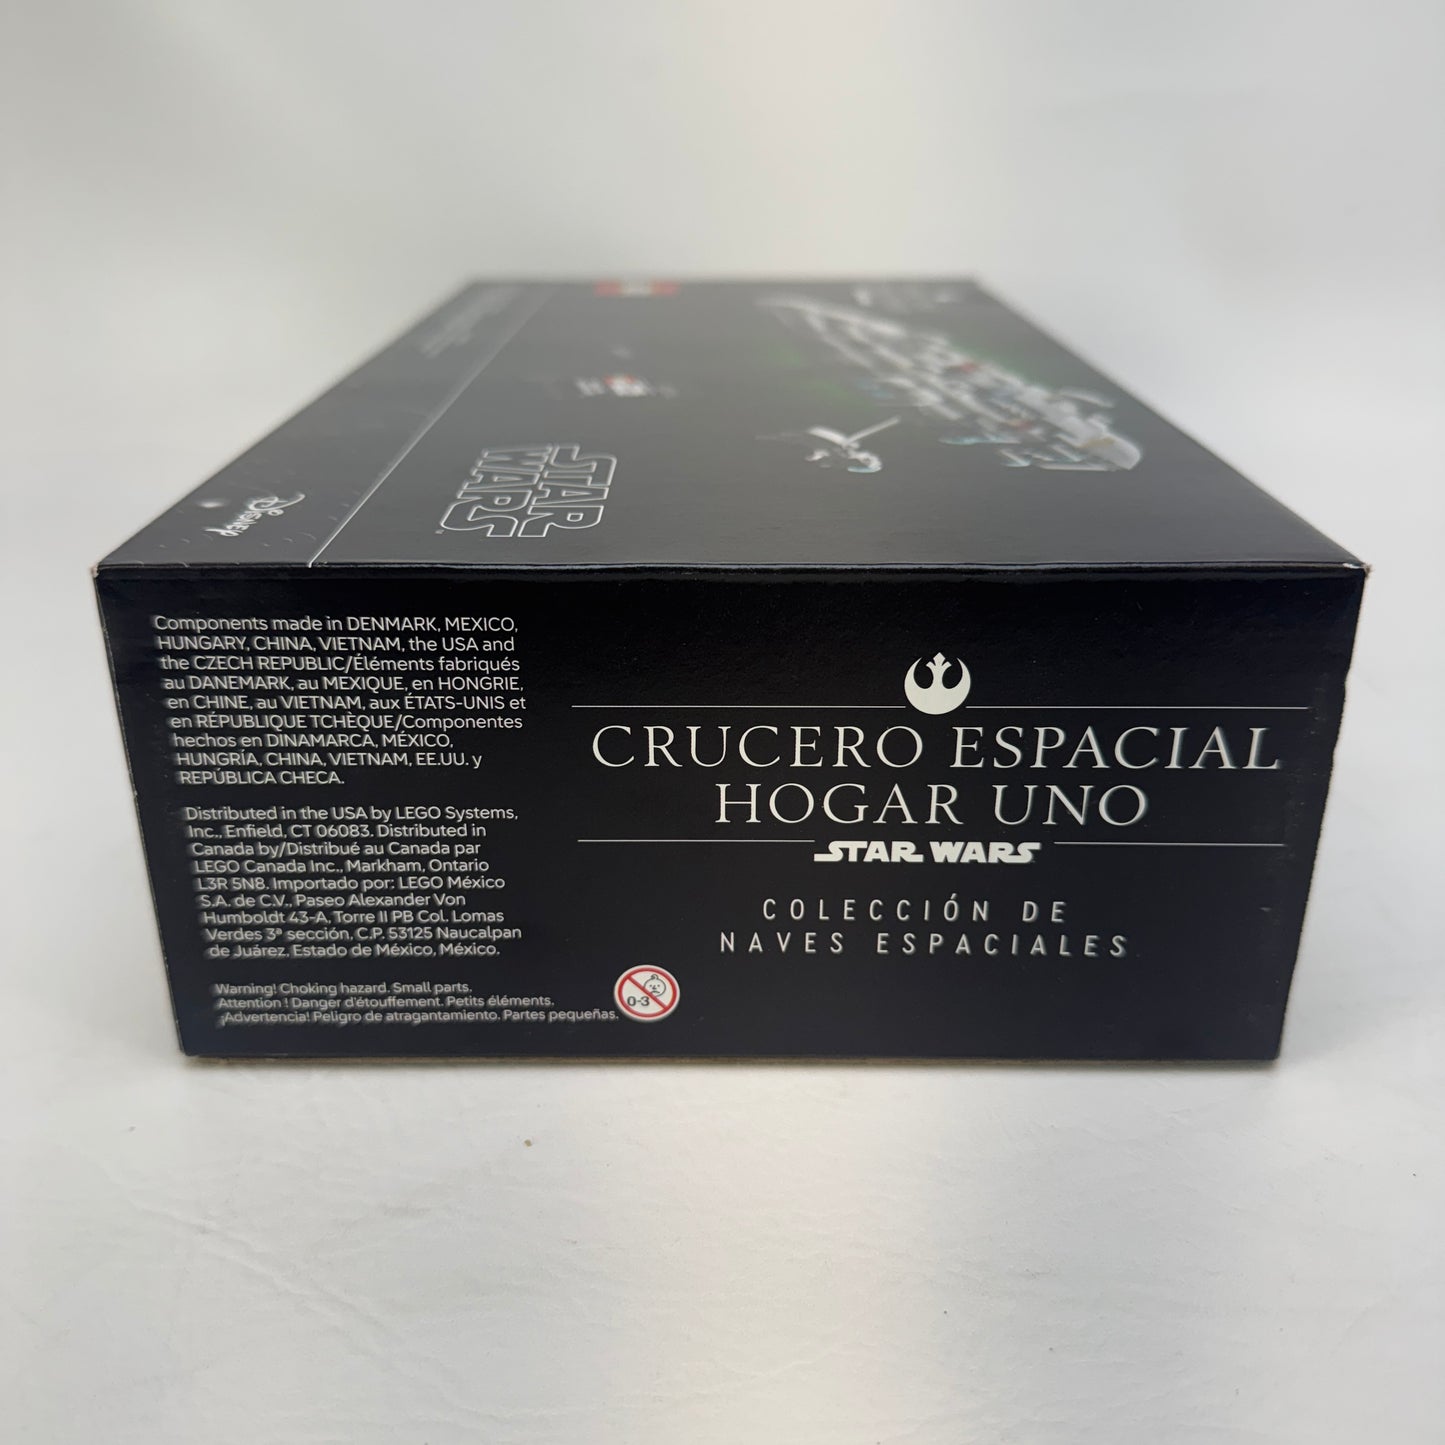 Disney
STAR
WARS
Components made in DENMARK, MEXICO,
HUNGARY, CHINA, VIETNAM, the USA and
the CZECH REPUBLIC/Éléments fabriqués
au DANEMARK, au MEXIQUE, en HONGRIE,
en CHINE, au VIETNAM, aux ÉTATS-UNIS et
en RÉPUBLIQUE TCHÈQUE/Componentes
hechos en DINAMARCA, MÉXICO,
HUNGRÍA, CHINA, VIETNAM, EE.UU. y
REPÚBLICA CHECA.
Distributed in the USA by LEGO Systems,
Inc., Enfield, CT 06083. Distributed in
Canada by/Distribué au Canada par
LEGO Canada Inc., Markham, Ontario
L3R 5N8. Importado por: LEGO México
S.A. de C.V., Paseo Alexander Von
Humboldt 43-A, Torre II PB Col. Lomas
Verdes 3ª sección, C.P. 53125 Naucalpan
de Juárez, Estado de México, México.
Warning! Choking hazard. Small parts.
Attention ! Danger d'étouffement. Petits éléments.
¡Advertencia! Peligro de atragantamiento. Partes pequeñas.
0-3
CRUCERO ESPACIAL
HOGAR UNO
STAR WARS
COLECCIÓN DE
NAVES ESPACIALES